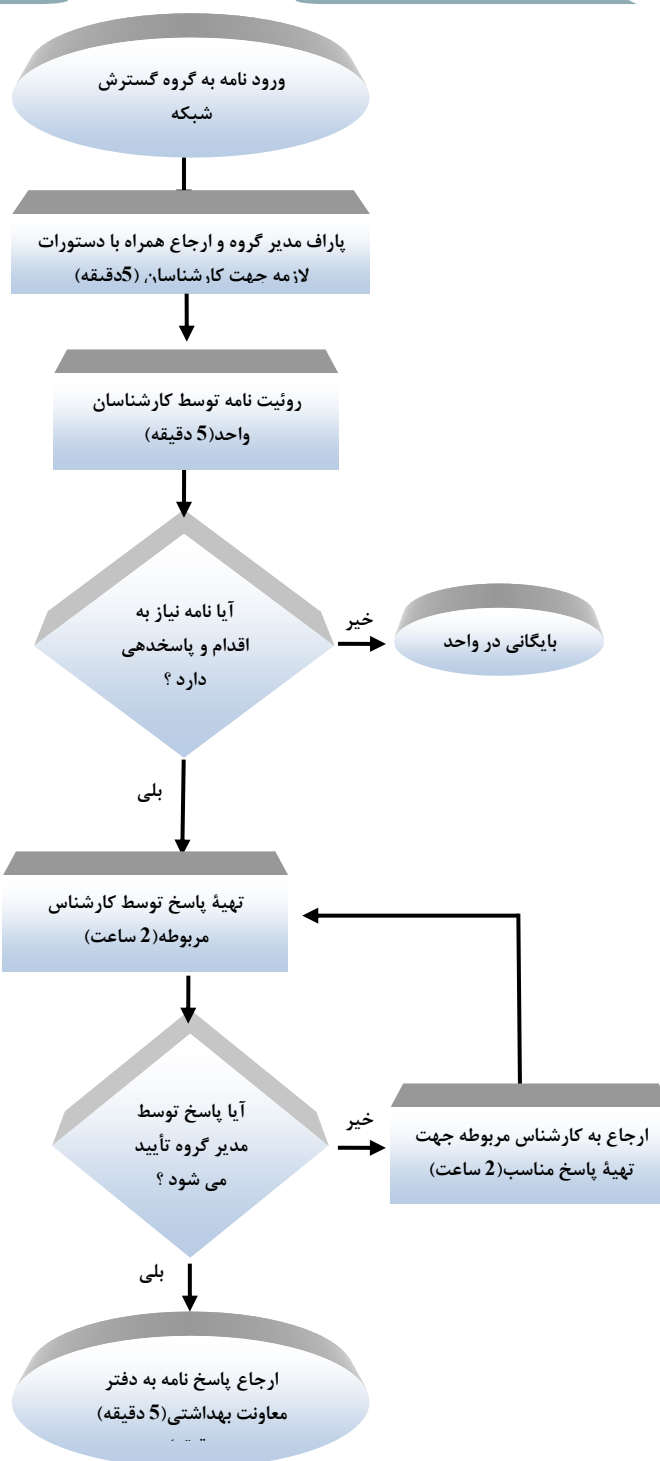 ورود نامه به گروه گسترش
شبکه
پاراف مدیر گروه و ارجاع همراه با دستورات
لازمه جهت کارشناسان (5دقیقه)
روئیت نامه توسط کارشناسان
واحد(5 دقیقه)
آیا نامه نیاز به
اقدام و پاسخدهی
دارد ؟
خیر
بایگانی در واحد
بلی
تهیۀ پاسخ توسط کارشناس
مربوطه(2 ساعت)
آیا پاسخ توسط
مدیر گروه تأیید
می شود ؟
خیر
ارجاع به کارشناس مربوطه جهت
تهیۀ پاسخ مناسب(2 ساعت)
بلی
ارجاع پاسخ نامه به دفتر
معاونت بهداشتی(5 دقیقه)